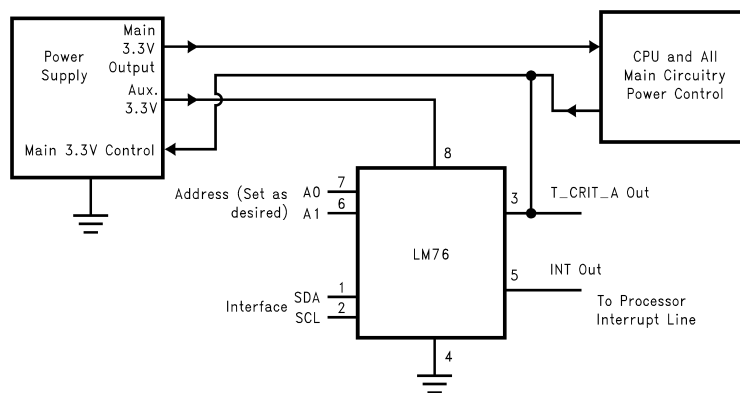 Main
3.3V
Output
Power
Supply
Aux.
3.3V
Main 3.3V Control
CPU and All
Main Circuitry
Power Control
8
Address (Set as
desired)
A0
7
A1
6
3
T_CRIT_A Out
LM76
5
INT Out
Interface
SDA
1
SCL
2
To Processor
Interrupt Line
4